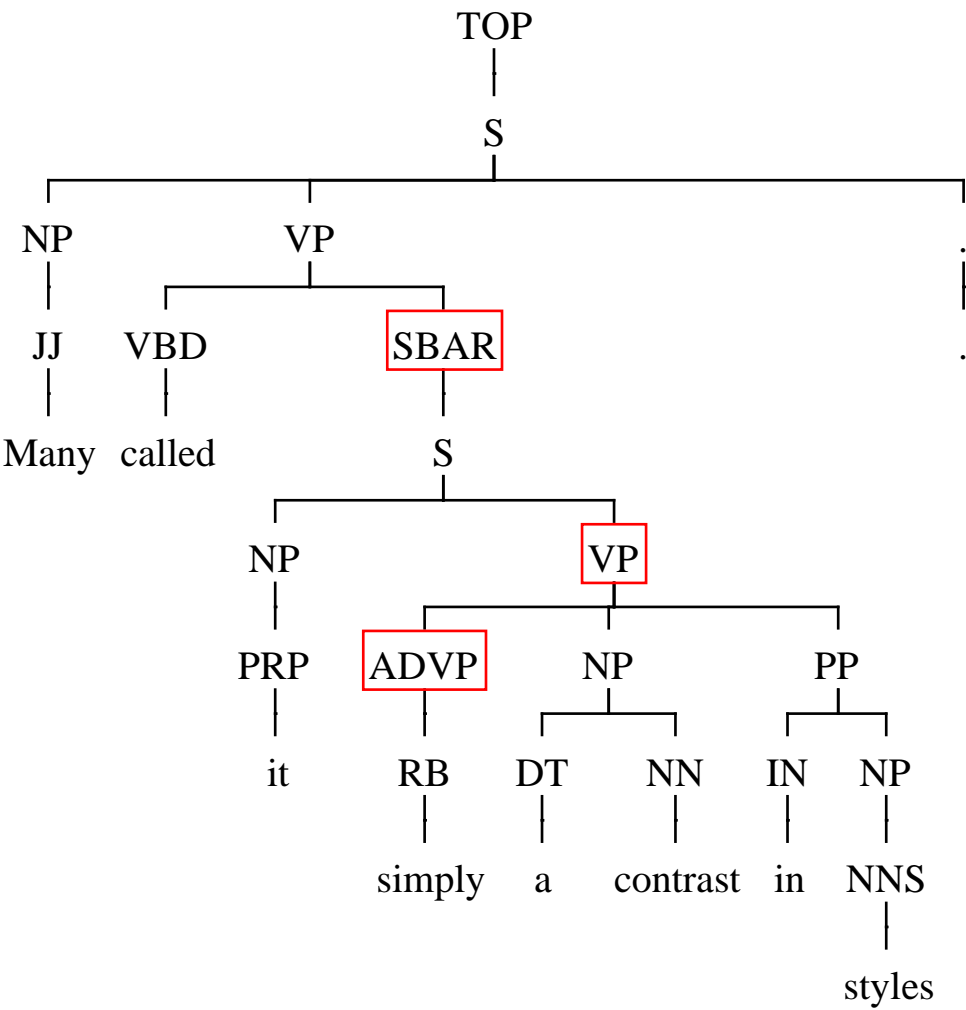 TOP
S
NP VP .
JJ VBD SBAR .
Many called S
NP VP
PRP ADVP NP PP
it RB DT NN IN NP
simply a contrast in NNS
styles